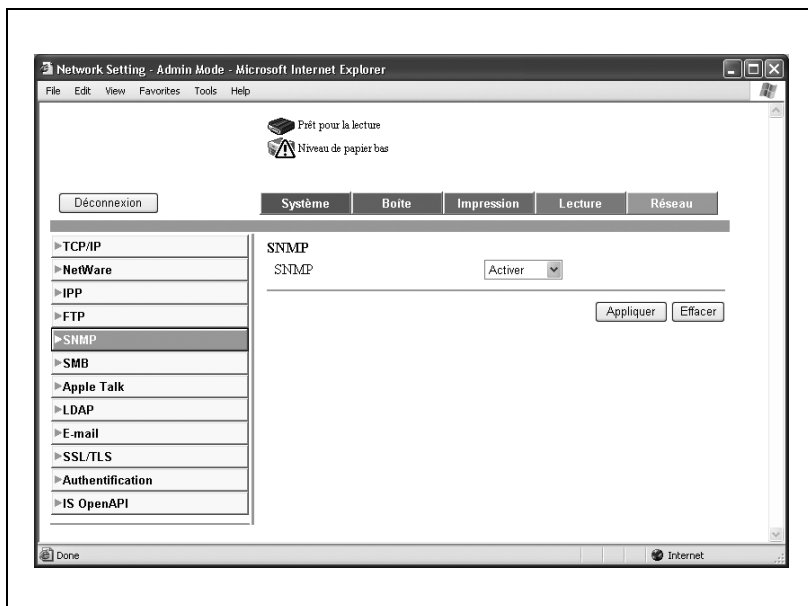 Network Setting - Admin Mode - Microsoft Internet Explorer
File Edit View Favorites Tools Help
Prêt pour la lecture
Niveau de papier bas
Déconnexion
Système Boîte Impression Lecture Réseau
TCP/IP
NetWare
IPP
FTP
SNMP
SMB
Apple Talk
LDAP
E-mail
SSL/TLS
Authentification
IS OpenAPI
SNMP
SNMP Activer
Appliquer Effacer
Done Internet